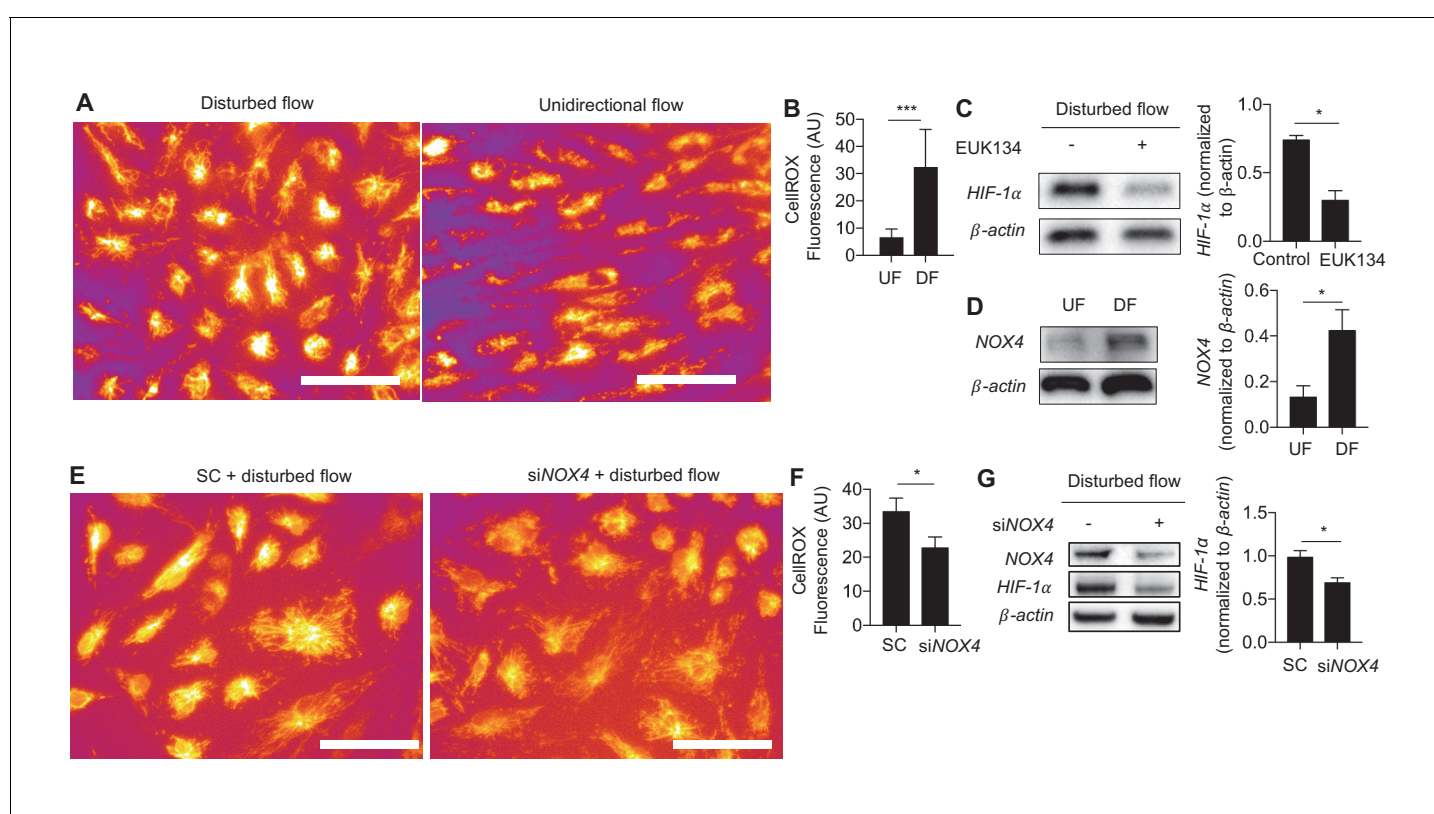 A
Disturbed flow
Unidirectional flow
B
***
CellROX
Fluorescence (AU)
50
40
30
20
10
0
UF DF
C
Disturbed flow
EUK134 - +
HIF-1α
β-actin
HIF-1α (normalized
to β-actin)
1.0
0.5
0.0
*
Control EUK134
D
UF DF
NOX4
β-actin
NOX4
(normalized to β-actin)
0.6
0.4
0.2
0.0
*
UF DF
E
SC + disturbed flow
siNOX4 + disturbed flow
F
*
CellROX
Fluorescence (AU)
40
30
20
10
0
SC siNOX4
G
Disturbed flow
siNOX4 - +
NOX4
HIF-1α
β-actin
HIF-1α
(normalized to β-actin)
1.5
1.0
0.5
0.0
*
SC siNOX4